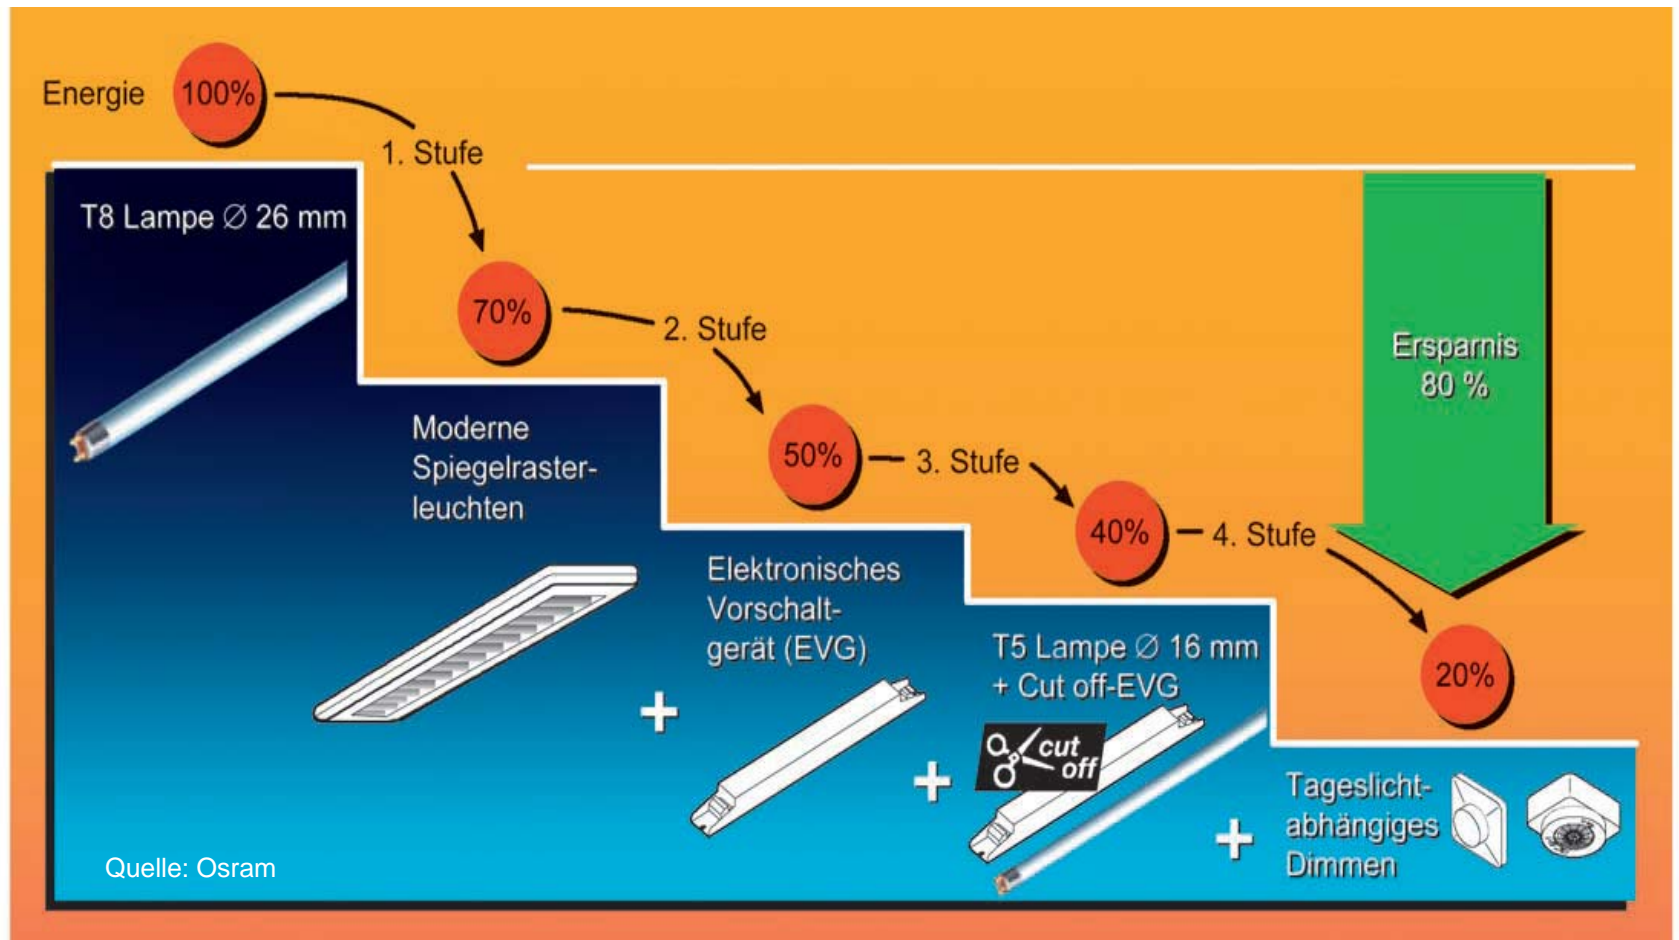 Energie
100%
1. Stufe
T8 Lampe ∅ 26 mm
70%
2. Stufe
Ersparnis
80 %
Moderne
Spiegelraster-
leuchten
50%
3. Stufe
40%
4. Stufe
Elektronisches
Vorschalt-
gerät (EVG)
T5 Lampe ∅ 16 mm
+ Cut off-EVG
20%
+
cut
off
+
Tageslicht-
abhängiges
Dimmen
+
Quelle: Osram